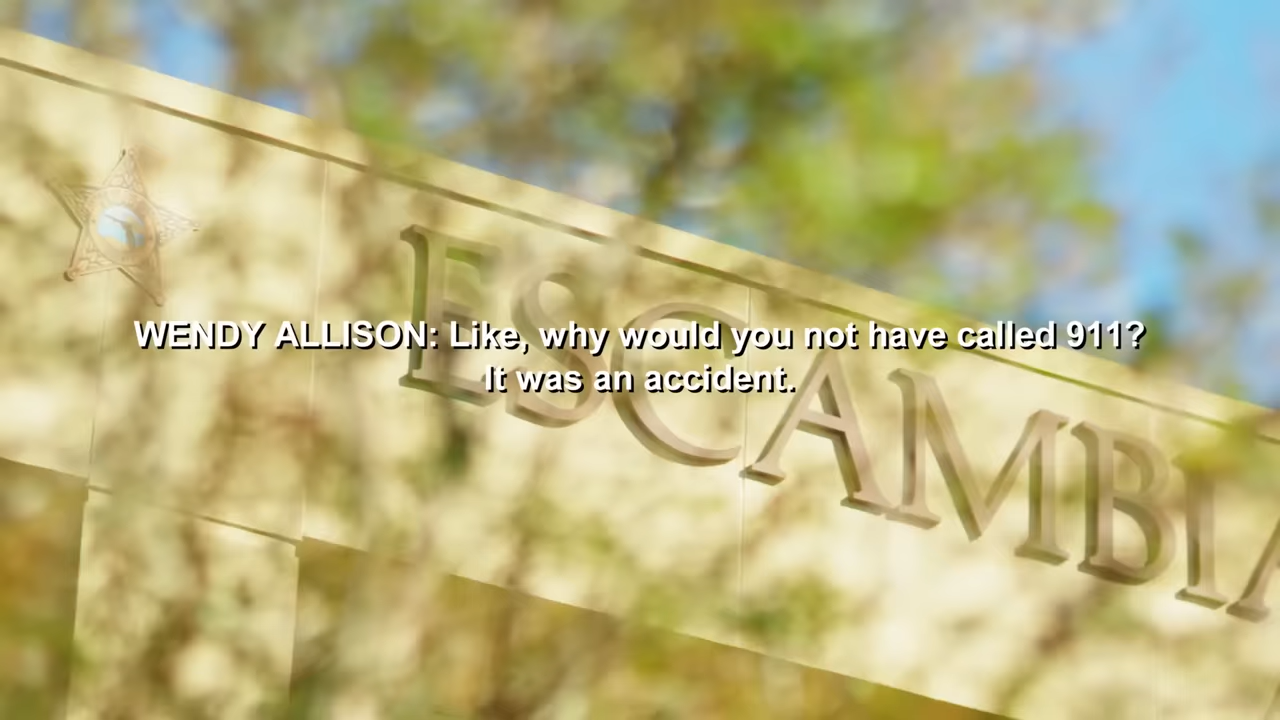 WENDY ALLISON: Like, why would you not have called 911?
It was an accident.
ESCAMBIA